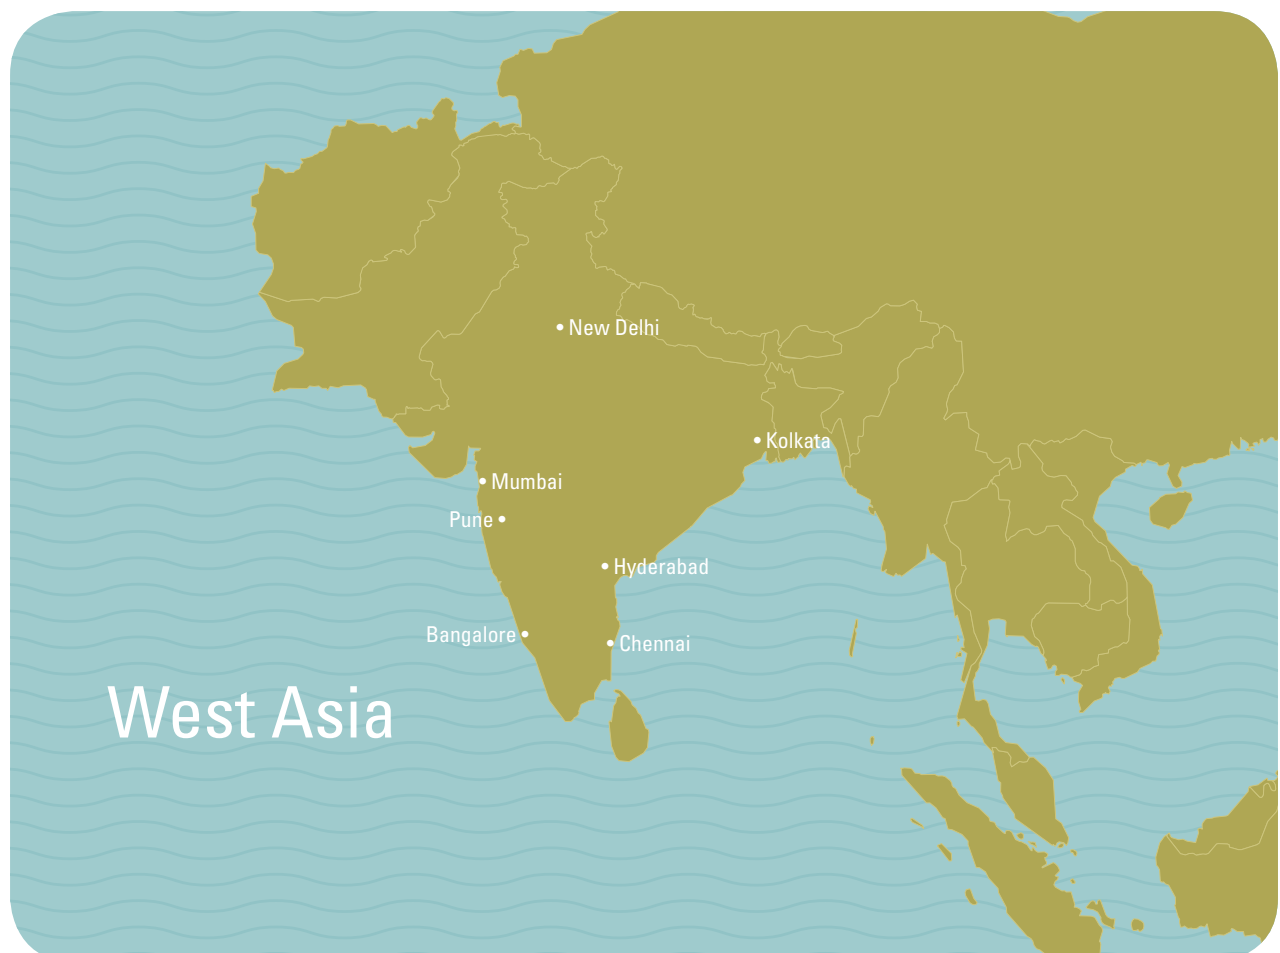 New Delhi
Kolkata
Mumbai
Pune
Hyderabad
Bangalore
Chennai
West Asia